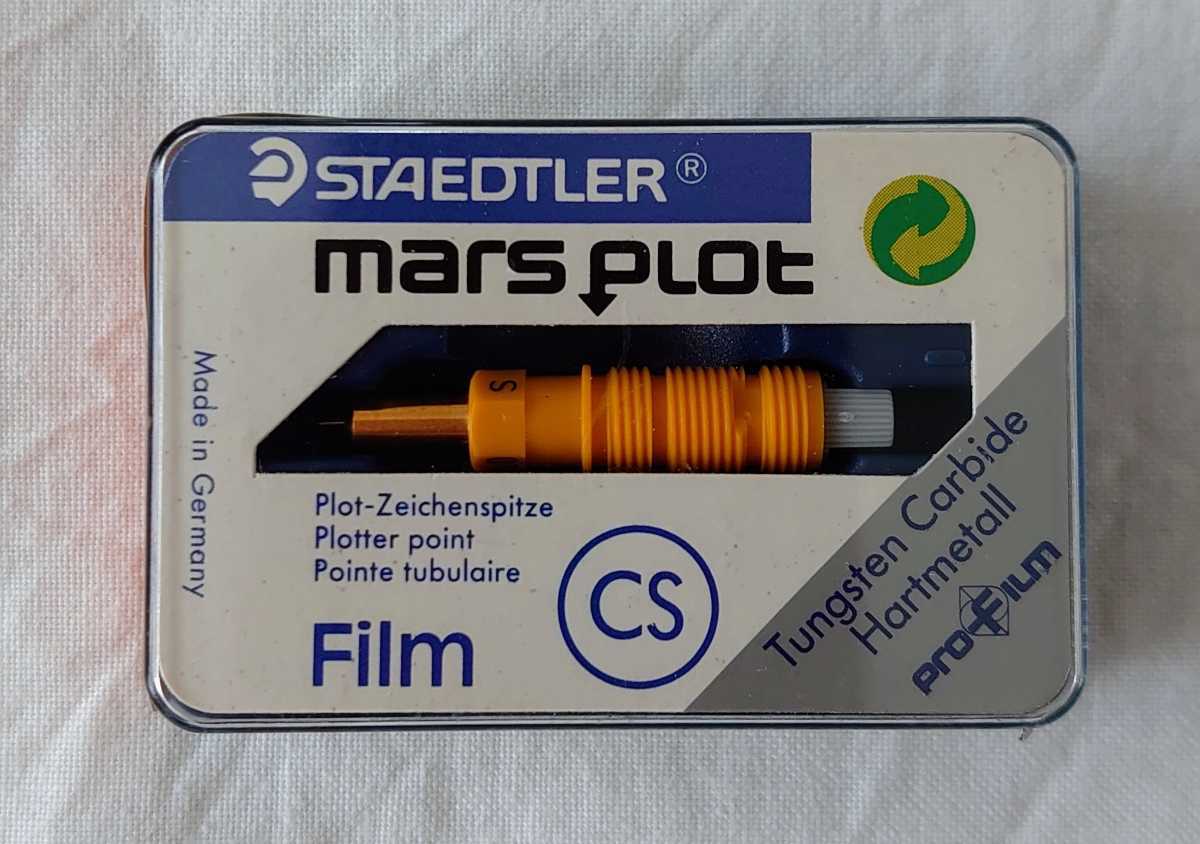 STAEDTLER®
mars plot
Made in Germany
S
Plot-Zeichenspitze
Plotter point
Pointe tubulaire
Film
CS
Tungsten Carbide
Hartmetall
PROFILM